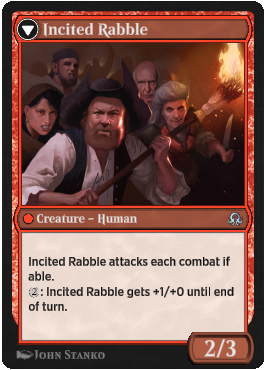 Incited Rabble
Creature – Human
Incited Rabble attacks each combat if
able.
2: Incited Rabble gets +1/+0 until end
of turn.
2/3
John Stanko